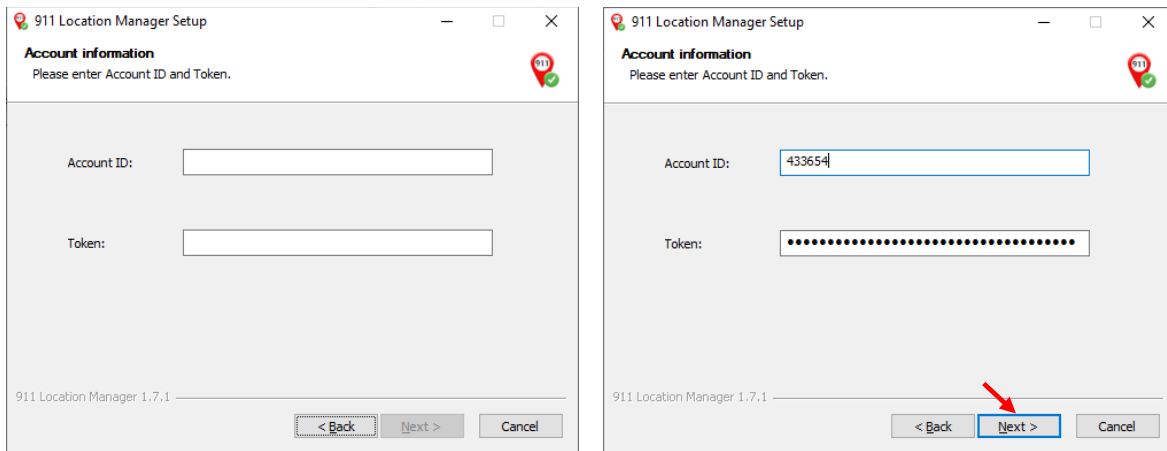 911 Location Manager Setup
Account information
Please enter Account ID and Token.
911
Account ID:
Token:
911 Location Manager 1.7.1
< Back
Next >
Cancel
911 Location Manager Setup
Account information
Please enter Account ID and Token.
911
Account ID: 433654
Token: ••••••••••••••••••••••••••••••••••••
911 Location Manager 1.7.1
< Back
Next >
Cancel